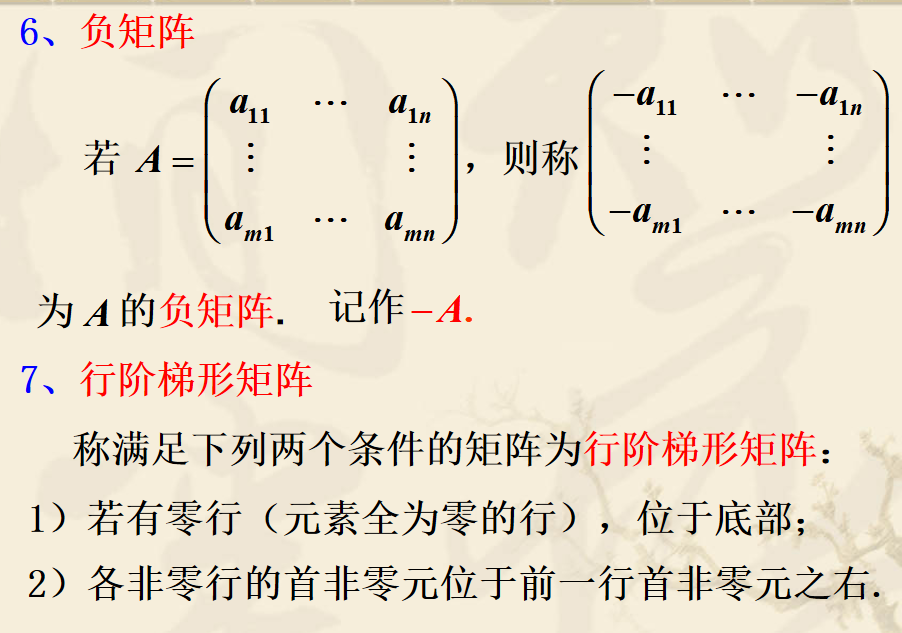 6、负矩阵
若 A = \begin{pmatrix} a_{11} & \cdots & a_{1n} \\ \vdots & & \vdots \\ a_{m1} & \cdots & a_{mn} \end{pmatrix}，则称 \begin{pmatrix} -a_{11} & \cdots & -a_{1n} \\ \vdots & & \vdots \\ -a_{m1} & \cdots & -a_{mn} \end{pmatrix}
为 A 的负矩阵. 记作 –A.
7、行阶梯形矩阵
称满足下列两个条件的矩阵为行阶梯形矩阵：
1）若有零行（元素全为零的行），位于底部；
2）各非零行的首非零元位于前一行首非零元之右.